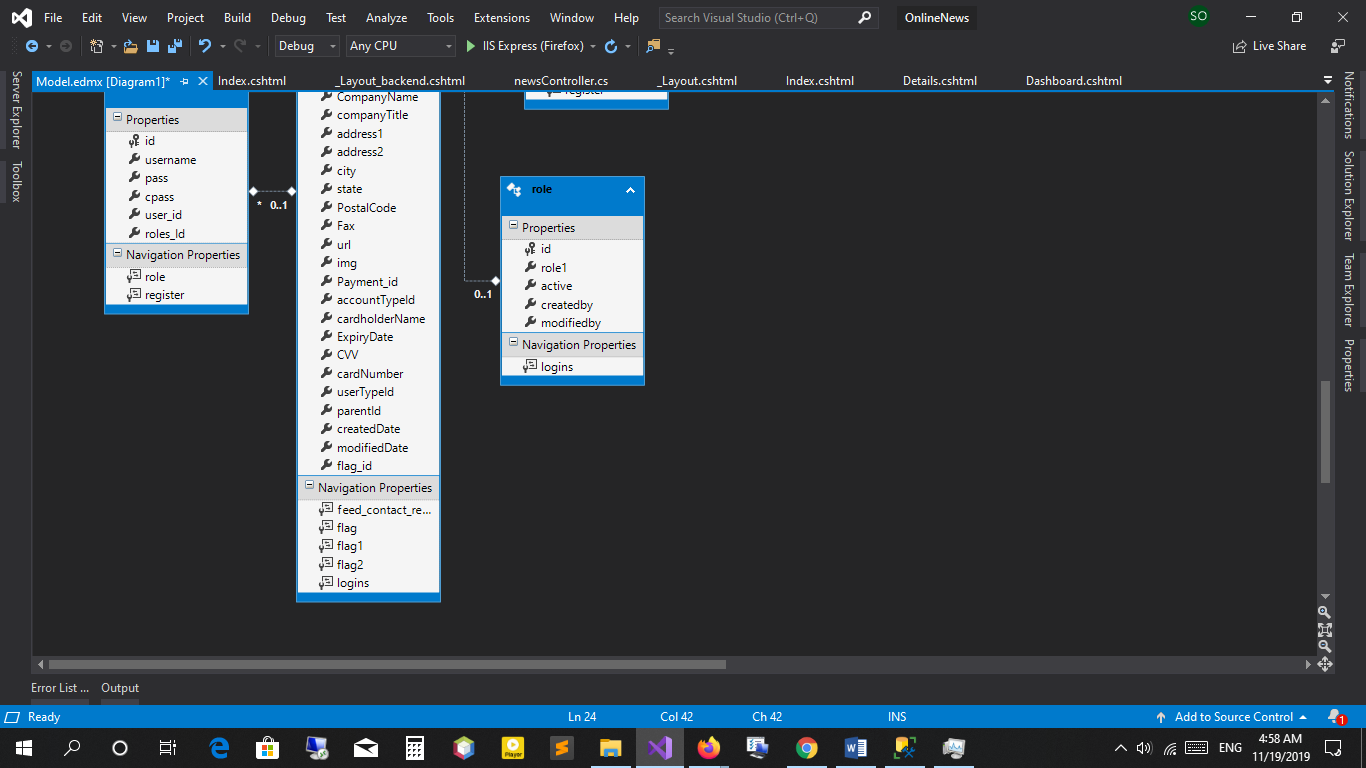 File Edit View Project Build Debug Test Analyze Tools Extensions Window Help Search Visual Studio (Ctrl+Q) OnlineNews SO
Debug Any CPU IIS Express (Firefox) Live Share
Model.edmx [Diagram1]* Index.cshtml _Layout_backend.cshtml newsController.cs _Layout.cshtml Index.cshtml Details.cshtml Dashboard.cshtml
Server Explorer
Toolbox
Properties
id
username
pass
cpass
user_id
roles_Id
Navigation Properties
role
register
* 0..1
CompanyName
companyTitle
address1
address2
city
state
PostalCode
Fax
url
img
Payment_id
accountTypeId
cardholderName
ExpiryDate
CVV
cardNumber
userTypeId
parentId
createdDate
modifiedDate
flag_id
Navigation Properties
feed_contact_re...
flag
flag1
flag2
logins
register
0..1
role
Properties
id
role1
active
createdby
modifiedby
Navigation Properties
logins
Notifications
Solution Explorer
Team Explorer
Properties
Error List ... Output
Ready Ln 24 Col 42 Ch 42 INS Add to Source Control 1
Player
ENG 4:58 AM
11/19/2019